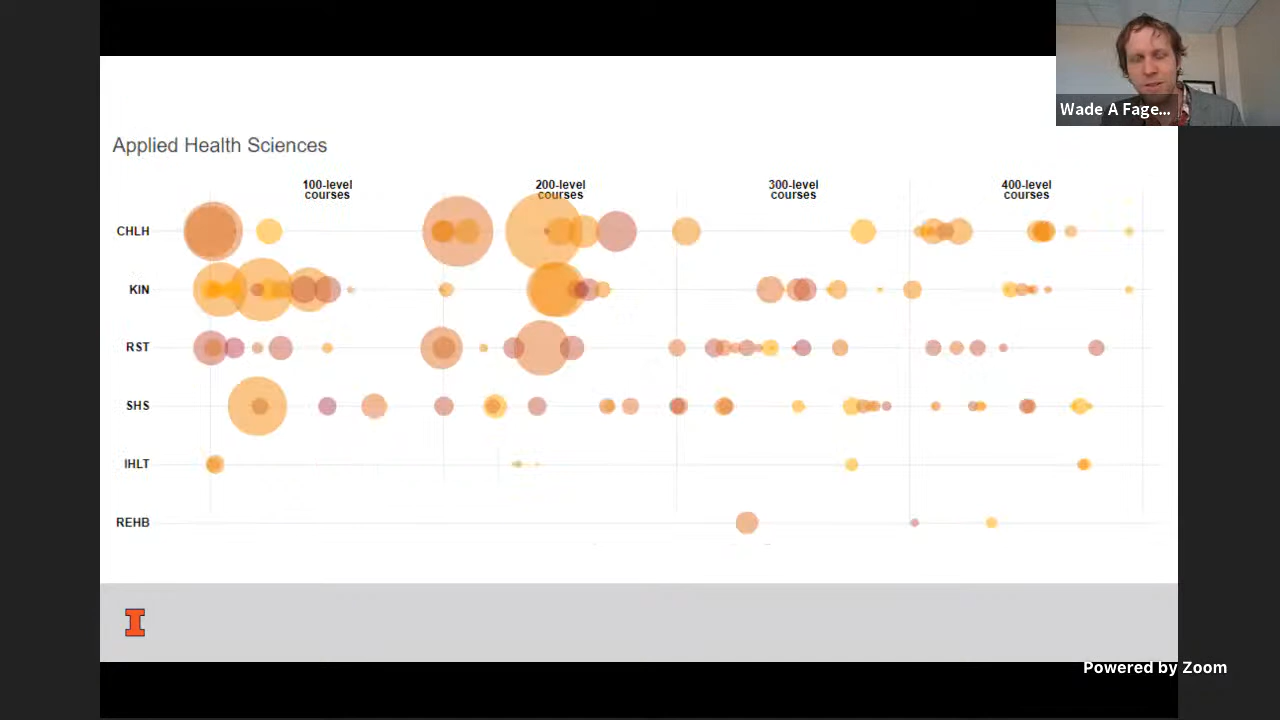 Wade A Fage...
Applied Health Sciences
100-level
courses
200-level
courses
300-level
courses
400-level
courses
CHLH
KIN
RST
SHS
IHLT
REHB
I
Powered by Zoom